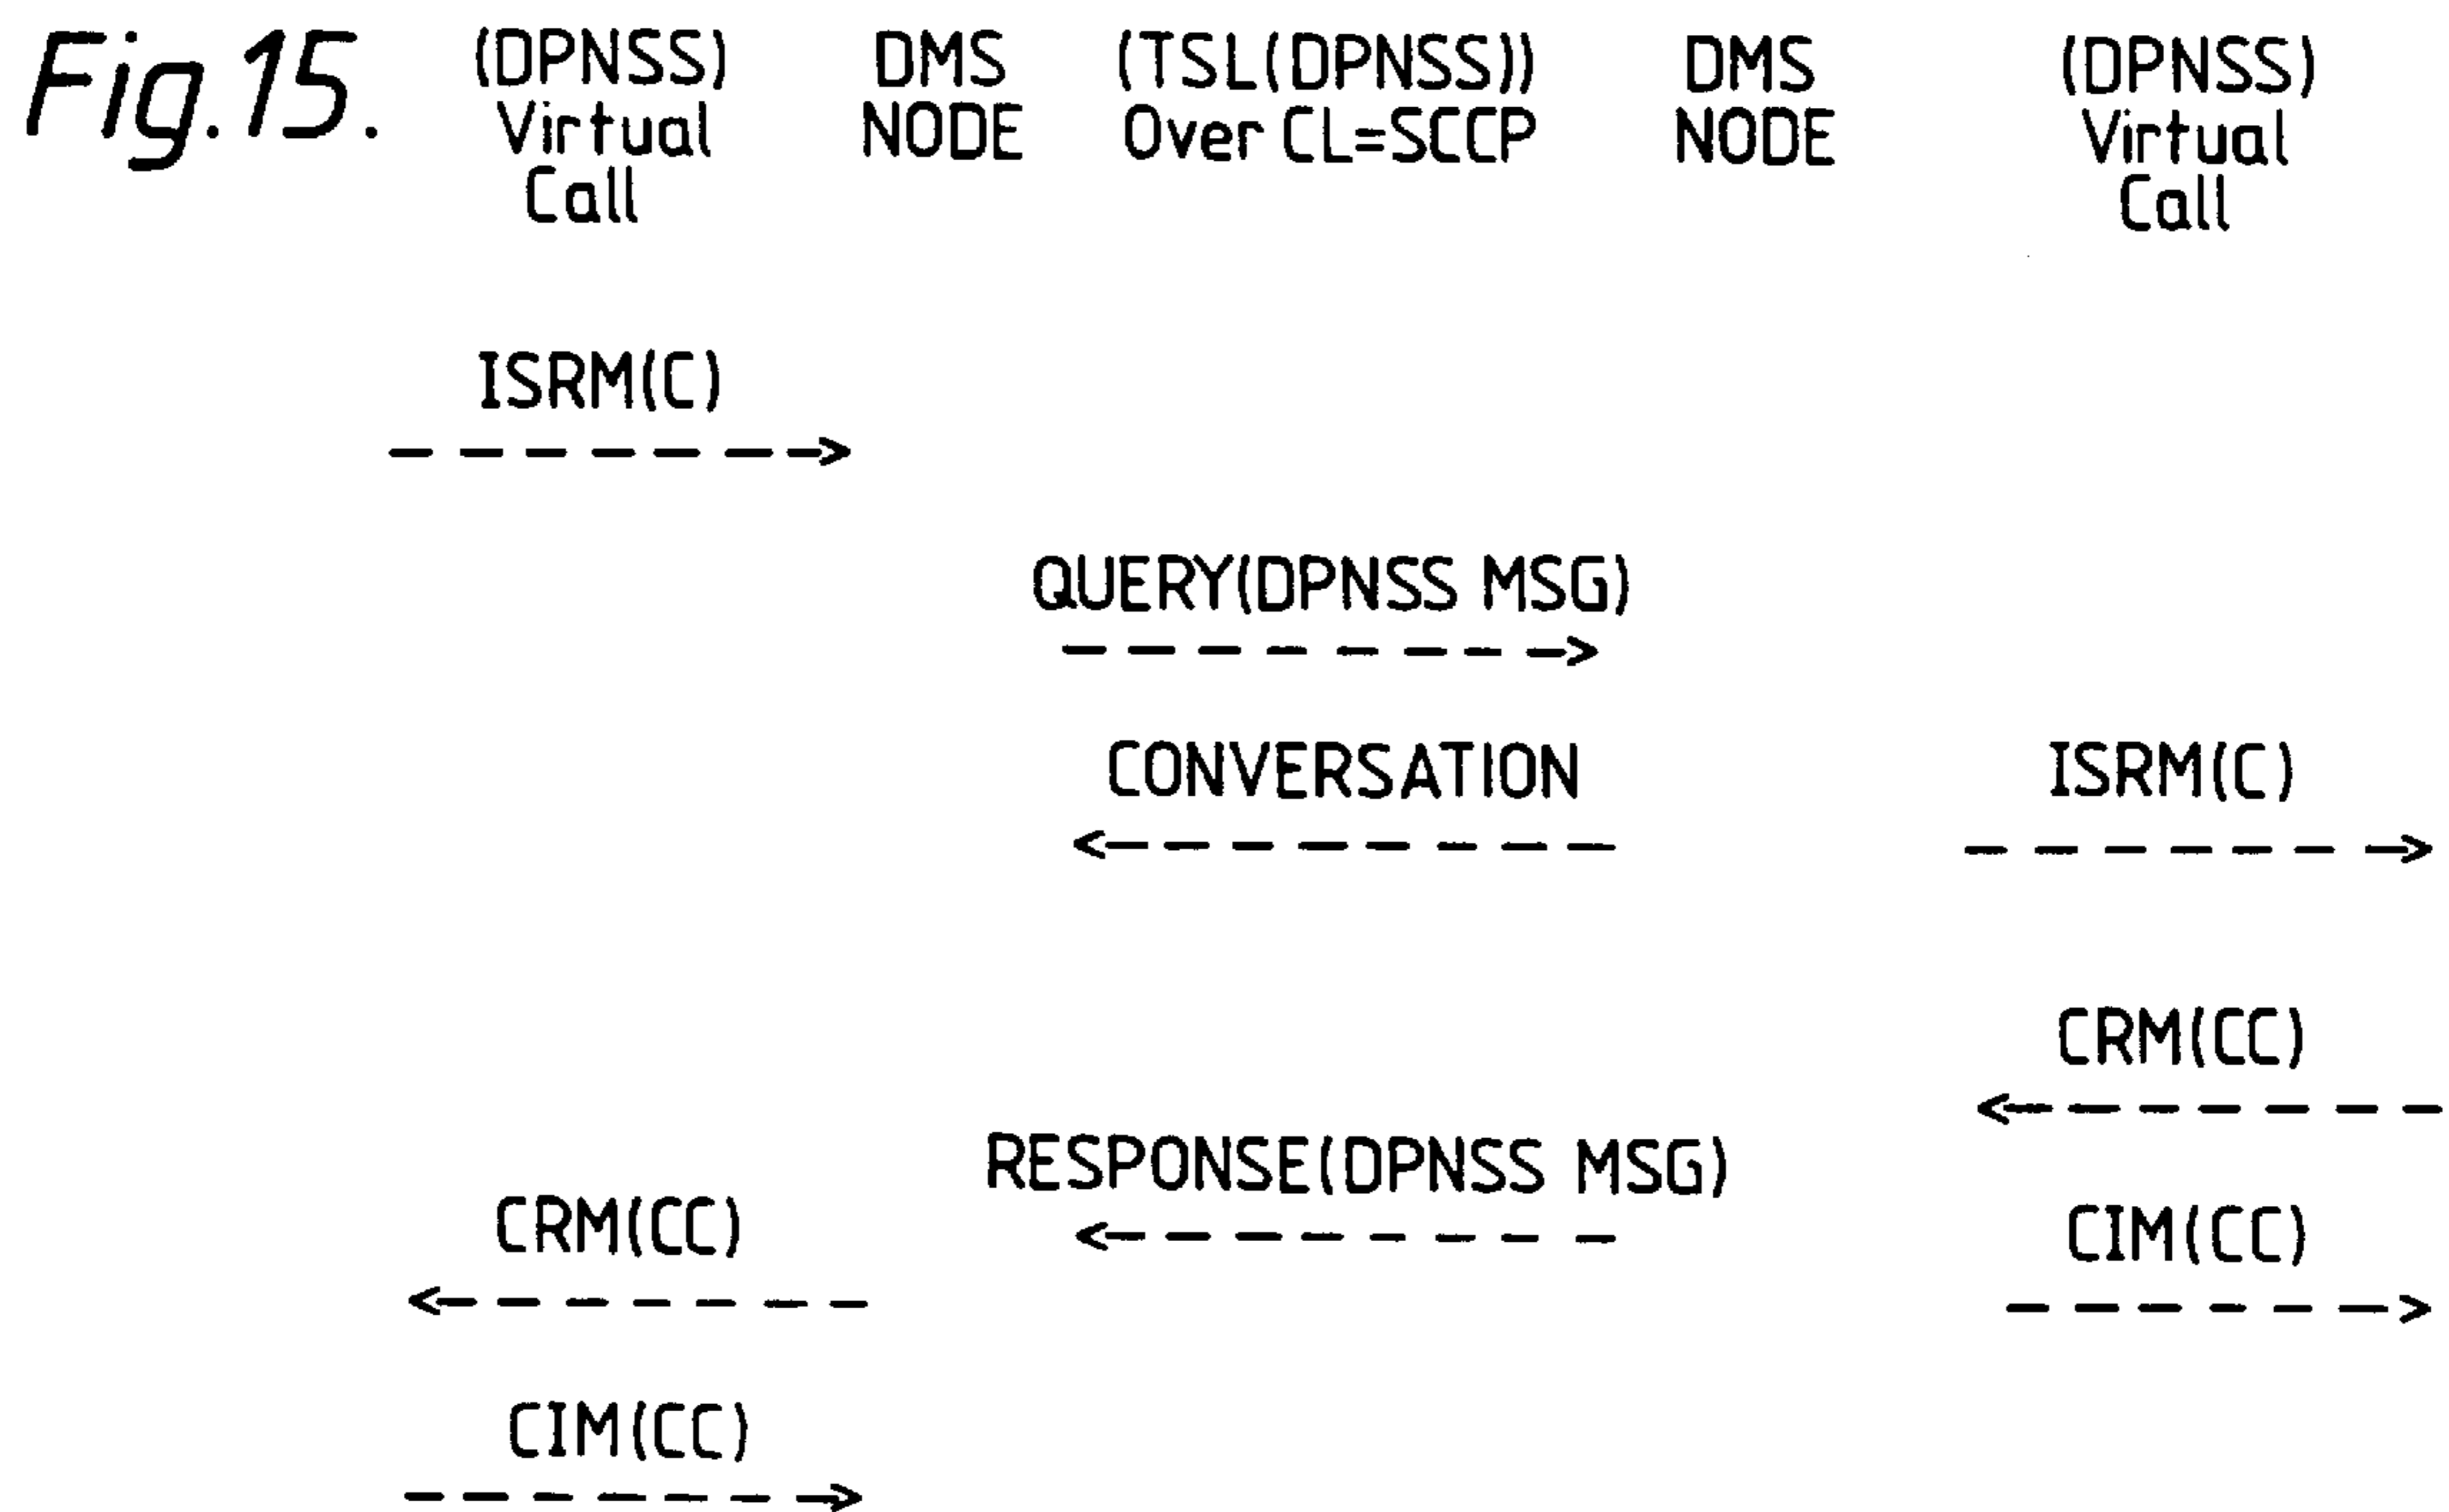 Fig.15.
(DPNSS)
Virtual
Call
DMS
NODE
(TSL(DPNSS))
Over CL=SCCP
DMS
NODE
(DPNSS)
Virtual
Call
ISRM(C)
QUERY(DPNSS MSG)
CONVERSATION
ISRM(C)
CRM(CC)
RESPONSE(DPNSS MSG)
CRM(CC)
CIM(CC)
CIM(CC)